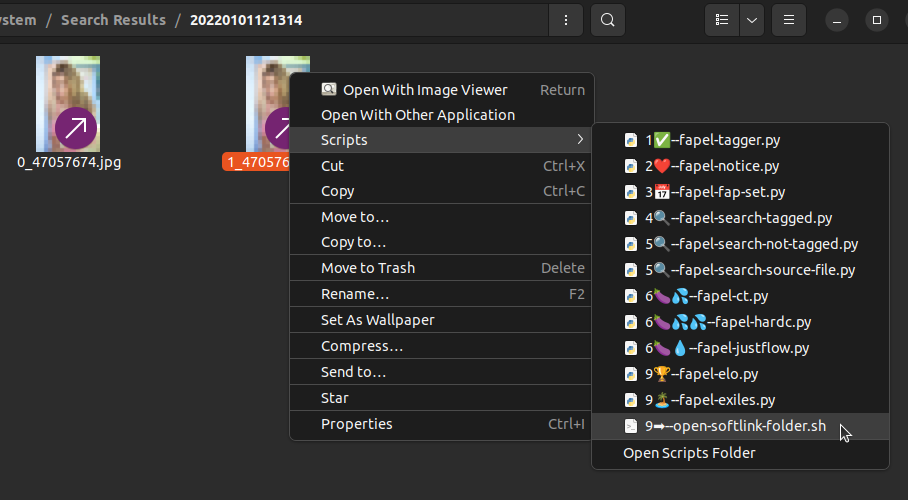 ystem / Search Results / 20220101121314
0_47057674.jpg
1_47057
Open With Image Viewer Return
Open With Other Application
Scripts
Cut Ctrl+X
Copy Ctrl+C
Move to…
Copy to…
Move to Trash Delete
Rename… F2
Set As Wallpaper
Compress…
Send to…
Star
Properties Ctrl+I
1✅--fapel-tagger.py
2❤️--fapel-notice.py
3📅--fapel-fap-set.py
4🔍--fapel-search-tagged.py
5🔍--fapel-search-not-tagged.py
5🔍--fapel-search-source-file.py
6🍆💦--fapel-ct.py
6🍆💦💦--fapel-hardc.py
6🍆💧--fapel-justflow.py
9🏆--fapel-elo.py
9🏝️--fapel-exiles.py
9➡--open-softlink-folder.sh
Open Scripts Folder